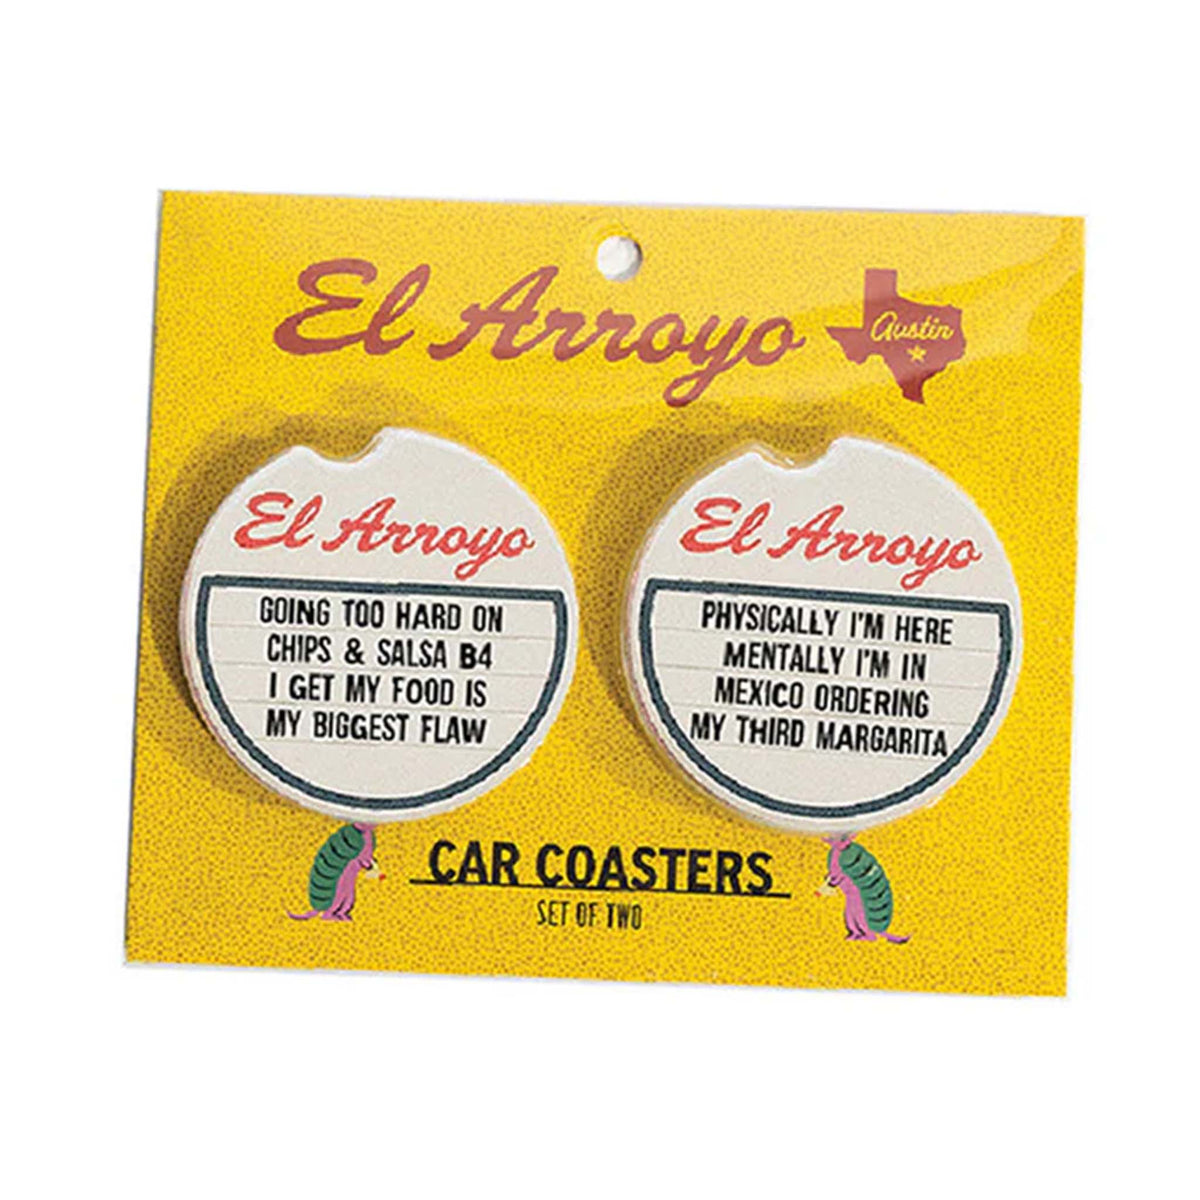 El Arroyo
Austin
El Arroyo
GOING TOO HARD ON
CHIPS & SALSA B4
I GET MY FOOD IS
MY BIGGEST FLAW
El Arroyo
PHYSICALLY I'M HERE
MENTALLY I'M IN
MEXICO ORDERING
MY THIRD MARGARITA
CAR COASTERS
SET OF TWO